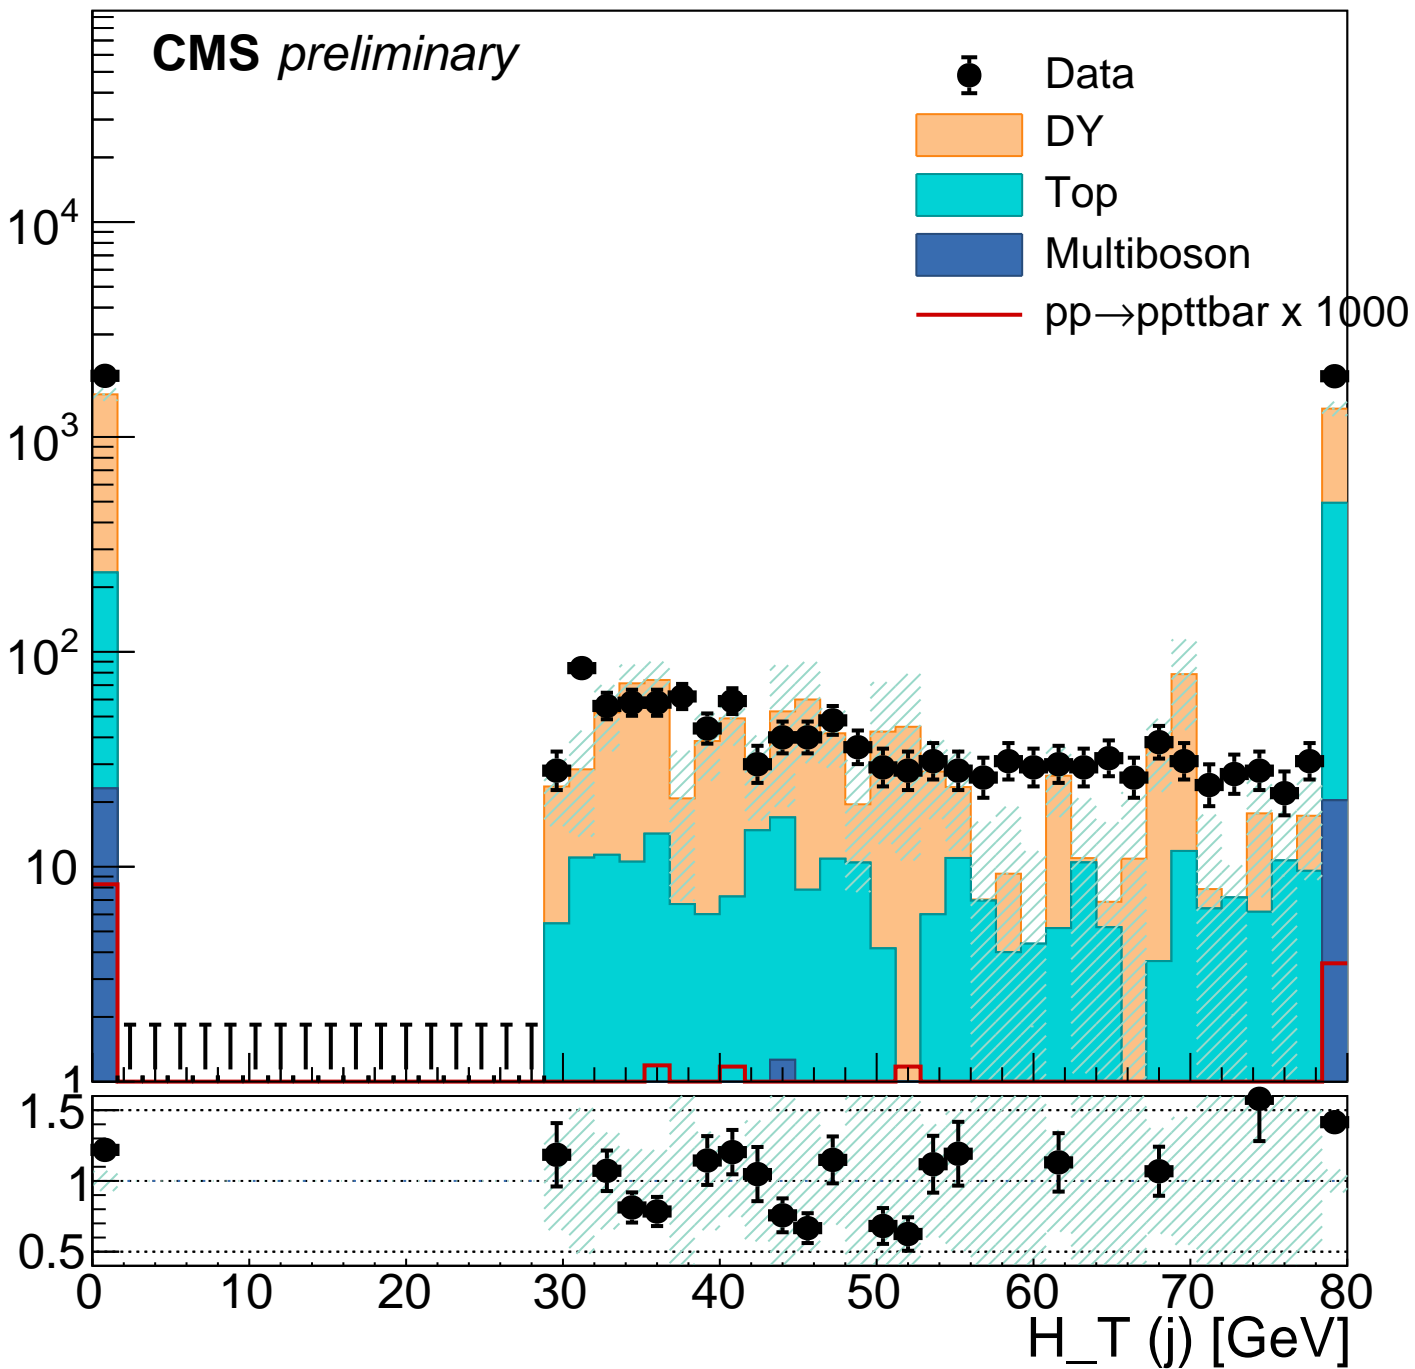 CMS preliminary
Data
DY
Top
Multiboson
pp→ppttbar x 1000
10^4
10^3
10^2
10
1
1.5
1
0.5
0 10 20 30 40 50 60 70 80
H_T (j) [GeV]